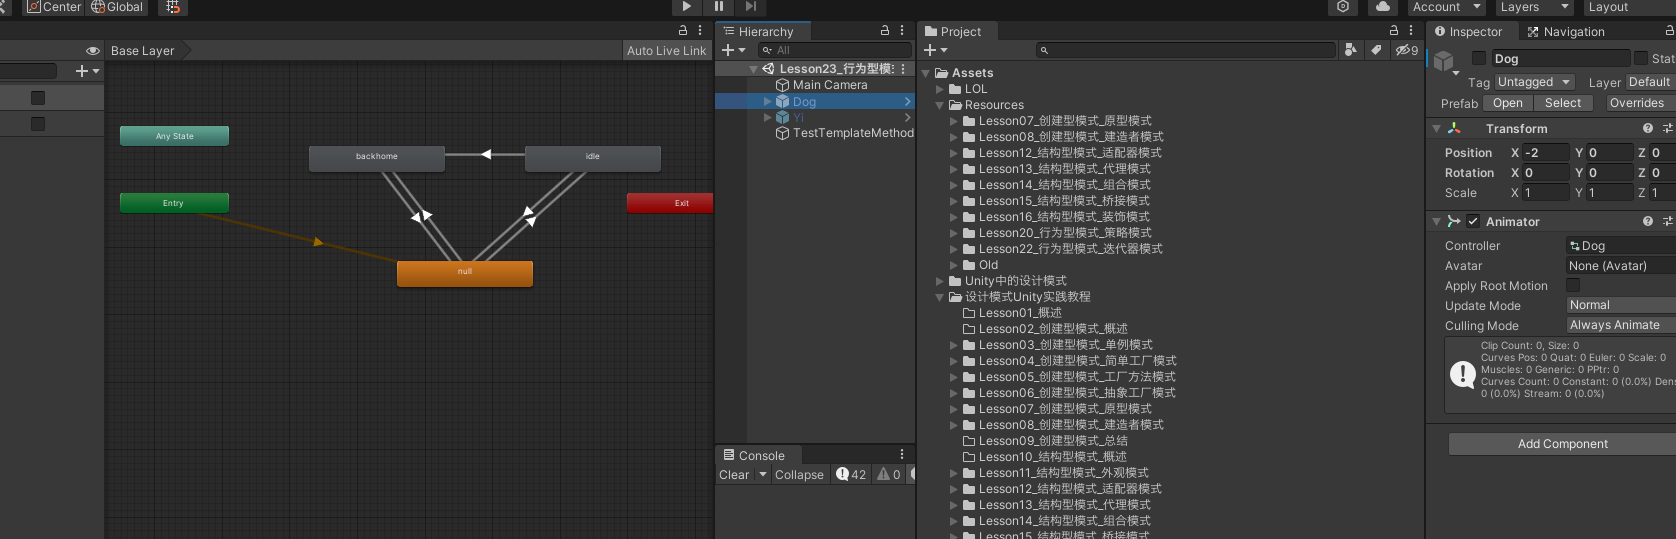 Center
Global
Account
Layers
Layout
Base Layer
Auto Live Link
Any State
backhome
idle
Entry
Exit
null
Hierarchy
All
Lesson23_行为型模
Main Camera
Dog
Yi
TestTemplateMethod
Console
Clear
Collapse
42
0
Project
9
Assets
LOL
Resources
Lesson07_创建型模式_原型模式
Lesson08_创建型模式_建造者模式
Lesson12_结构型模式_适配器模式
Lesson13_结构型模式_代理模式
Lesson14_结构型模式_组合模式
Lesson15_结构型模式_桥接模式
Lesson16_结构型模式_装饰模式
Lesson20_行为型模式_策略模式
Lesson22_行为型模式_迭代器模式
Old
Unity中的设计模式
设计模式Unity实践教程
Lesson01_概述
Lesson02_创建型模式_概述
Lesson03_创建型模式_单例模式
Lesson04_创建型模式_简单工厂模式
Lesson05_创建型模式_工厂方法模式
Lesson06_创建型模式_抽象工厂模式
Lesson07_创建型模式_原型模式
Lesson08_创建型模式_建造者模式
Lesson09_创建型模式_总结
Lesson10_结构型模式_概述
Lesson11_结构型模式_外观模式
Lesson12_结构型模式_适配器模式
Lesson13_结构型模式_代理模式
Lesson14_结构型模式_组合模式
Lesson15_结构型模式_桥接模式
Inspector
Navigation
Dog
Stat
Tag Untagged Layer Default
Prefab Open Select Overrides
Transform
Position X -2 Y 0 Z 0
Rotation X 0 Y 0 Z 0
Scale X 1 Y 1 Z 1
Animator
Controller Dog
Avatar None (Avatar)
Apply Root Motion
Update Mode Normal
Culling Mode Always Animate
Clip Count: 0, Size: 0
Curves Pos: 0 Quat: 0 Euler: 0 Scale: 0
Muscles: 0 Generic: 0 PPtr: 0
Curves Count: 0 Constant: 0 (0.0%) Dens
0 (0.0%) Stream: 0 (0.0%)
Add Component